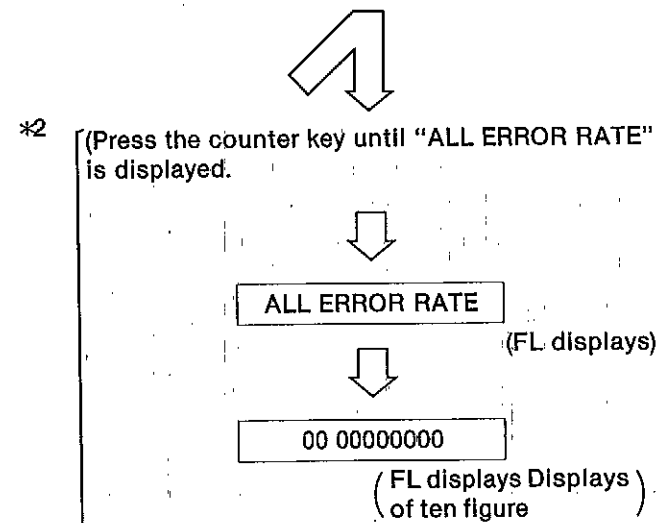 *2
(Press the counter key until "ALL ERROR RATE"
is displayed.
ALL ERROR RATE
(FL displays)
00 00000000
( FL displays Displays )
of ten figure